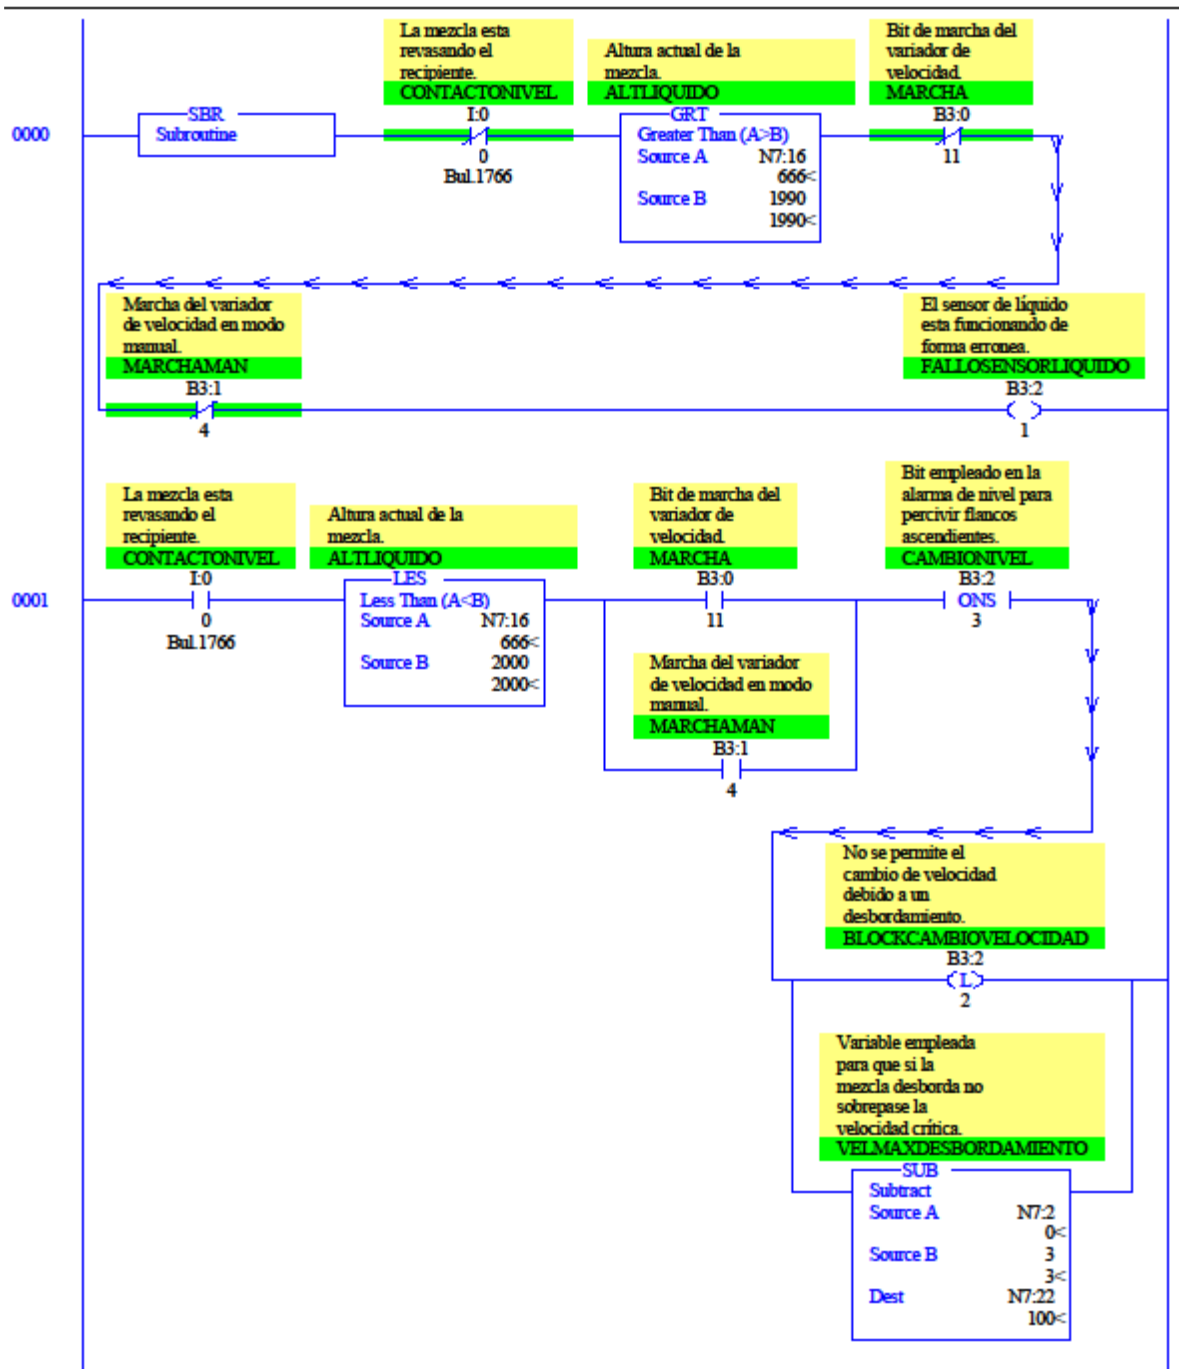 La mezcla esta
revasando el
recipiente.
CONTACTONIVEL
I:0
0
Bul.1766
Altura actual de la
mezcla.
ALTLIQUIDO
Bit de marcha del
variador de
velocidad.
MARCHA
B3:0
11
0000
SBR
Subroutine
GRT
Greater Than (A>B)
Source A N7:16
666<
Source B 1990
1990<
Marcha del variador
de velocidad en modo
manual.
MARCHAMAN
B3:1
4
El sensor de líquido
esta funcionando de
forma erronea.
FALLOSENSORLIQUIDO
B3:2
1
0001
La mezcla esta
revasando el
recipiente.
CONTACTONIVEL
I:0
0
Bul.1766
Altura actual de la
mezcla.
ALTLIQUIDO
LES
Less Than (A<B)
Source A N7:16
666<
Source B 2000
2000<
Bit de marcha del
variador de
velocidad.
MARCHA
B3:0
11
Marcha del variador
de velocidad en modo
manual.
MARCHAMAN
B3:1
4
Bit empleado en la
alarma de nivel para
percivir flancos
ascendientes.
CAMBIONIVEL
B3:2
ONS
3
No se permite el
cambio de velocidad
debido a un
desbordamiento.
BLOCKCAMBIOVELOCIDAD
B3:2
L
2
Variable empleada
para que si la
mezcla desborda no
sobrepase la
velocidad crítica.
VELMAXDESBORDAMIENTO
SUB
Subtract
Source A N7:2
0<
Source B 3
3<
Dest N7:22
100<